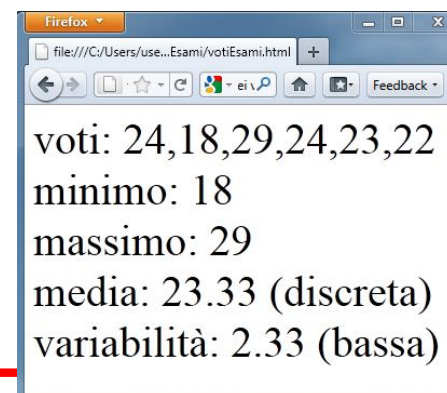 Firefox
file:///C:/Users/use...Esami/votiEsami.html
Feedback
voti: 24,18,29,24,23,22
minimo: 18
massimo: 29
media: 23.33 (discreta)
variabilità: 2.33 (bassa)